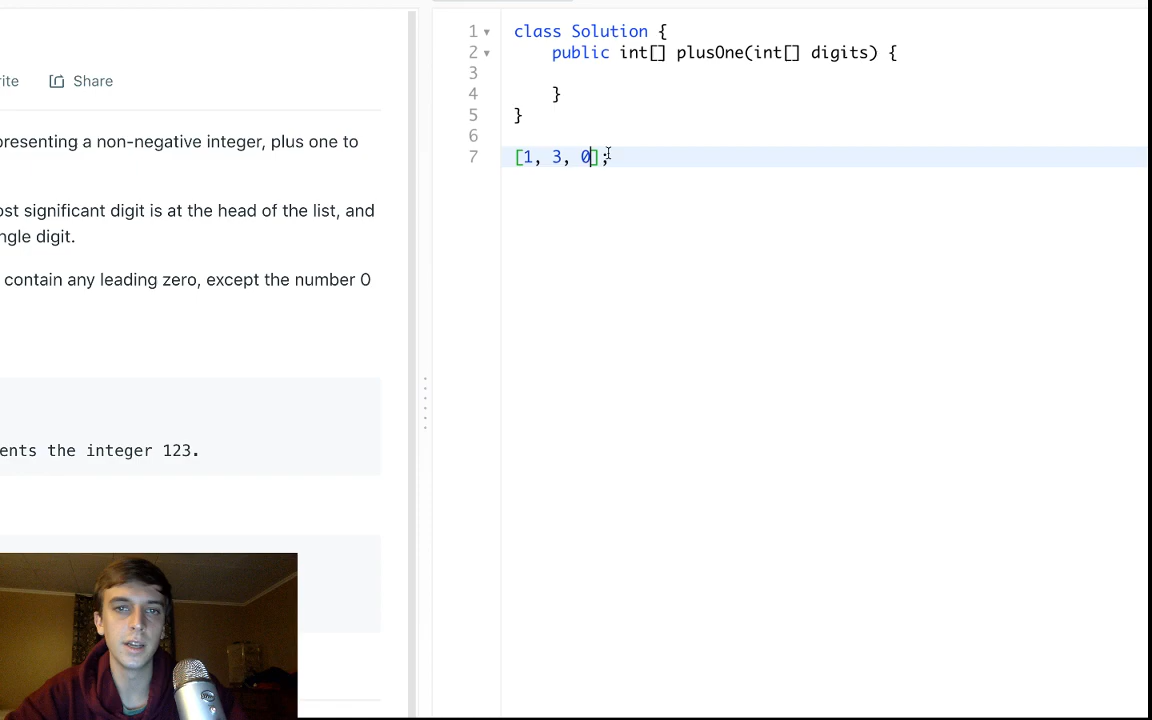 rite
Share
presenting a non-negative integer, plus one to
ost significant digit is at the head of the list, and
ngle digit.
contain any leading zero, except the number 0
ents the integer 123.
1
class Solution {
2
public int[] plusOne(int[] digits) {
3
4
}
5
}
6
7
[1, 3, 0];